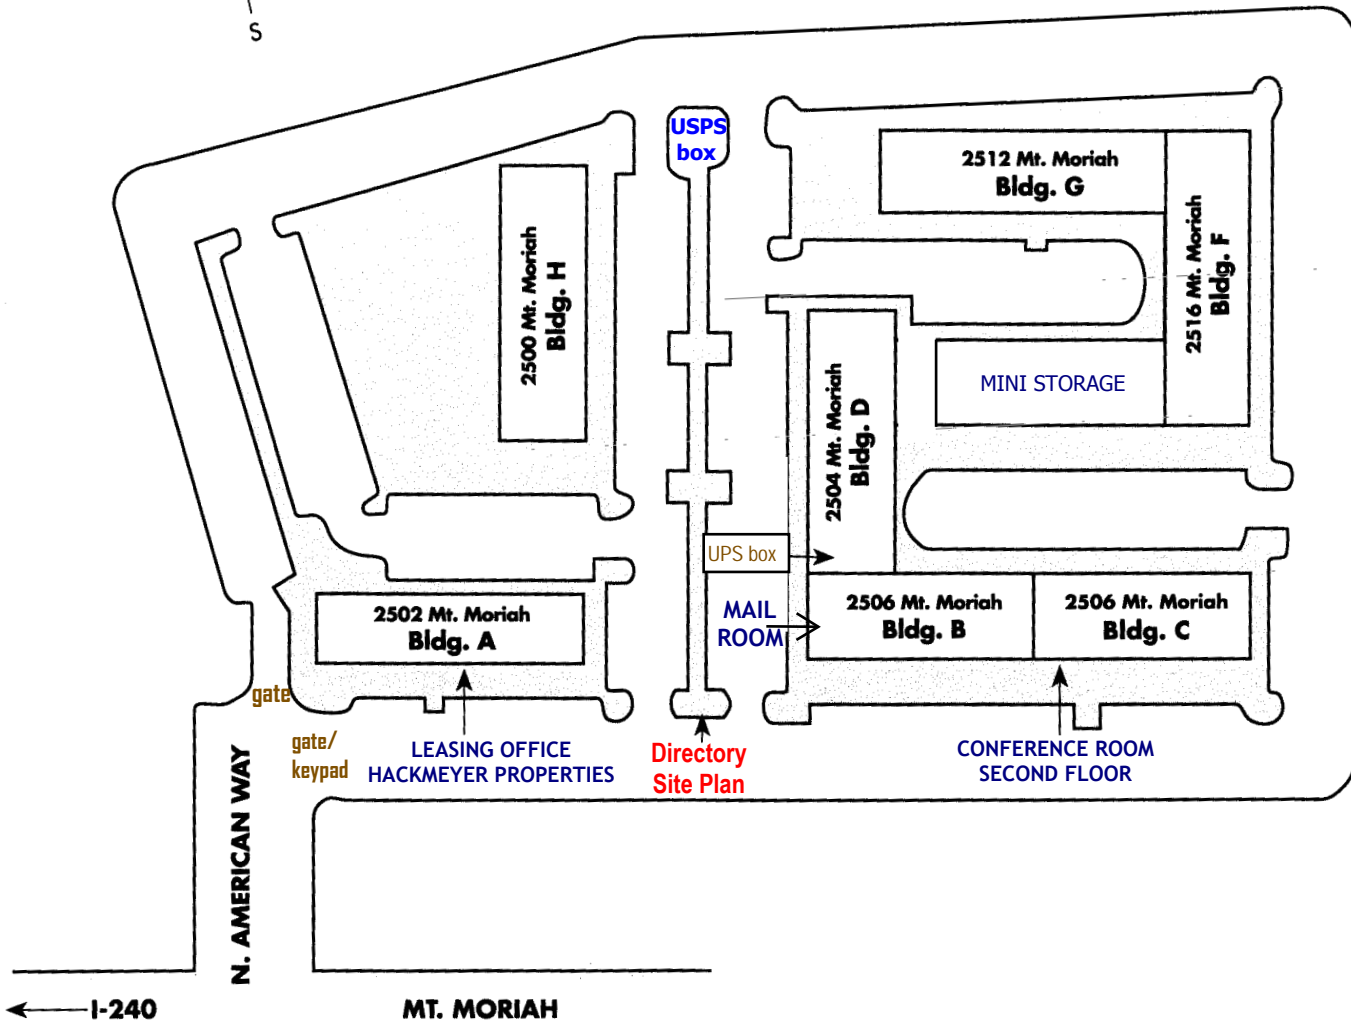 S
USPS
box
2512 Mt. Moriah
Bldg. G
2516 Mt. Moriah
Bldg. F
2500 Mt. Moriah
Bldg. H
MINI STORAGE
2504 Mt. Moriah
Bldg. D
UPS box
MAIL
ROOM
2502 Mt. Moriah
Bldg. A
2506 Mt. Moriah
Bldg. B
2506 Mt. Moriah
Bldg. C
gate
gate/
keypad
LEASING OFFICE
HACKMEYER PROPERTIES
Directory
Site Plan
CONFERENCE ROOM
SECOND FLOOR
N. AMERICAN WAY
I-240
MT. MORIAH